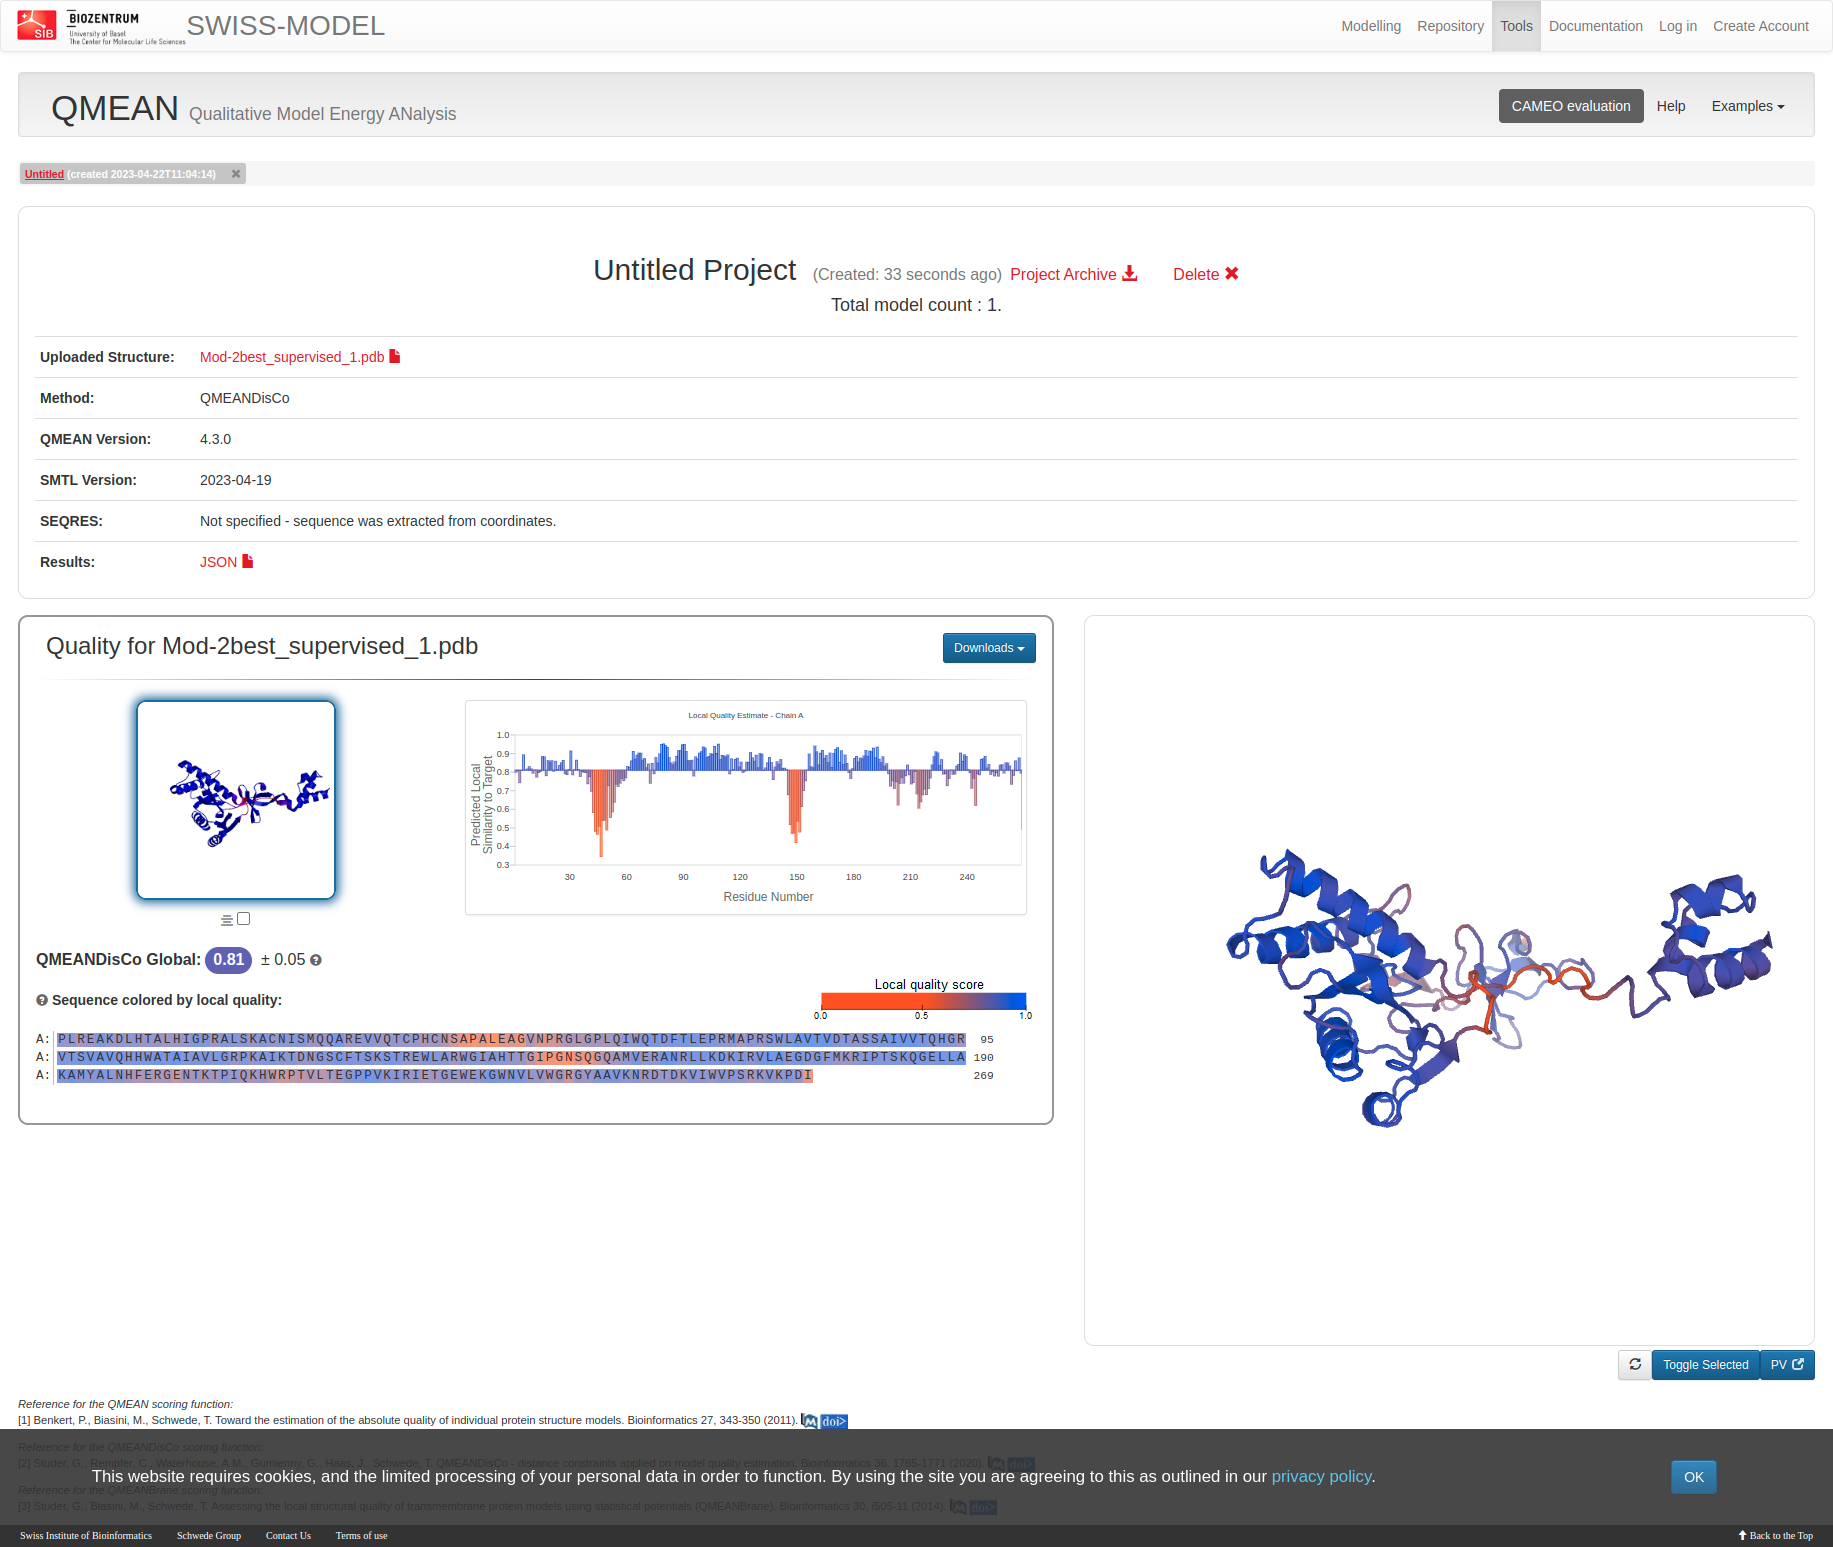 SIB
BIOZENTRUM
University of Basel
The Center for Molecular Life Sciences
SWISS-MODEL
Modelling Repository Tools Documentation Log in Create Account
QMEAN Qualitative Model Energy ANalysis
CAMEO evaluation Help Examples
Untitled (created 2023-04-22T11:04:14)
Untitled Project (Created: 33 seconds ago) Project Archive Delete
Total model count : 1.
Uploaded Structure: Mod-2best_supervised_1.pdb
Method: QMEANDisCo
QMEAN Version: 4.3.0
SMTL Version: 2023-04-19
SEQRES: Not specified - sequence was extracted from coordinates.
Results: JSON
Quality for Mod-2best_supervised_1.pdb
Downloads
Local Quality Estimate - Chain A
Predicted Local
Similarity to Target
1.0
0.9
0.8
0.7
0.6
0.5
0.4
0.3
30 60 90 120 150 180 210 240
Residue Number
QMEANDisCo Global: 0.81 ± 0.05
Sequence colored by local quality:
Local quality score
0.0 0.5 1.0
A: PLREAKDLHTALHIGPRALSKACNISMQQAREVVQTCPHCNSAPALEAGVNPRGLGPLQIWQTDFTLEPRMAPRSWLAVTVDTASSAIVVTQHGR 95
A: VTSVAVQHHWATAIAVLGRPKAIKTDNGSCFTSKSTREWLARWGIAHTTGIPGNSQGQAMVERANRLLKDKIRVLAEGDGFMKRIPTSKQGELLA 190
A: KAMYALNHFERGENTKTPIQKHWRPTVLTEGPPVKIRIETGEWEKGWNVLVWGRGYAAVKNRDTDKVIWVPSRKVKPDI 269
Toggle Selected PV
Reference for the QMEAN scoring function:
[1] Benkert, P., Biasini, M., Schwede, T. Toward the estimation of the absolute quality of individual protein structure models. Bioinformatics 27, 343-350 (2011). M doi>
Reference for the QMEANDisCo scoring function:
[2] Studer, G., Rempfer, C., Waterhouse, A.M., Gumienny, G., Haas, J., Schwede, T. QMEANDisCo - distance constraints applied on model quality estimation. Bioinformatics 36, 1765-1771 (2020). M doi>
This website requires cookies, and the limited processing of your personal data in order to function. By using the site you are agreeing to this as outlined in our privacy policy.
OK
Reference for the QMEANBrane scoring function:
[3] Studer, G., Biasini, M., Schwede, T. Assessing the local structural quality of transmembrane protein models using statistical potentials (QMEANBrane). Bioinformatics 30, i505-11 (2014). M doi>
Swiss Institute of Bioinformatics Schwede Group Contact Us Terms of use
Back to the Top